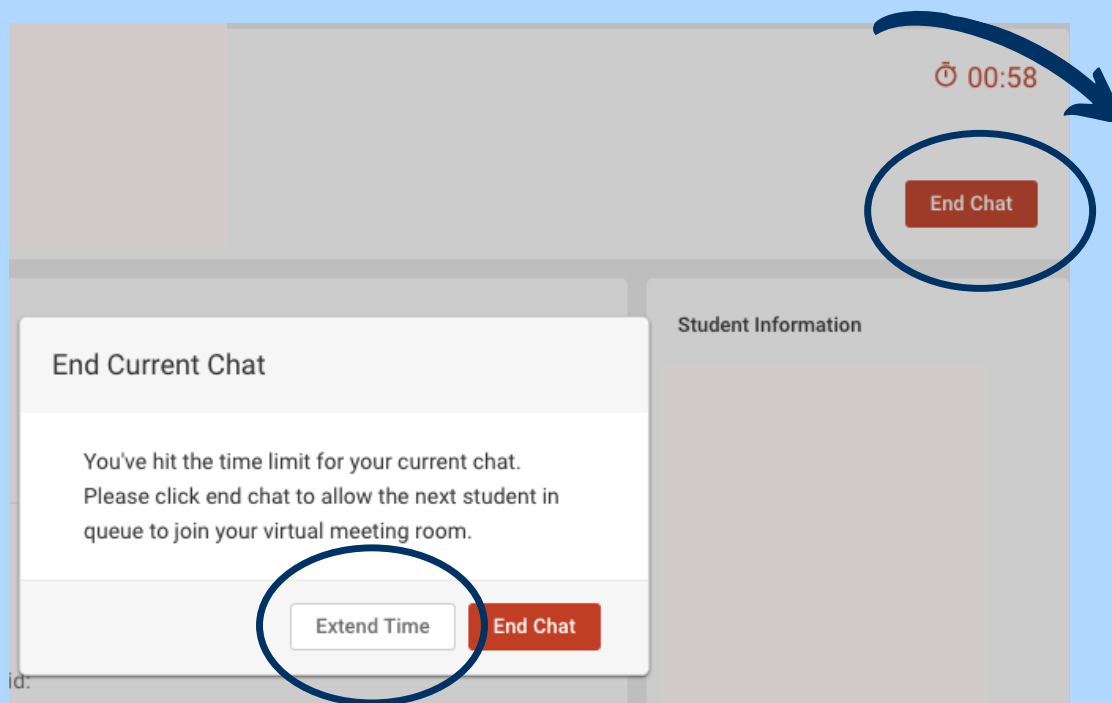 00:58
End Chat
Student Information
End Current Chat
You've hit the time limit for your current chat.
Please click end chat to allow the next student in
queue to join your virtual meeting room.
Extend Time
End Chat
id: